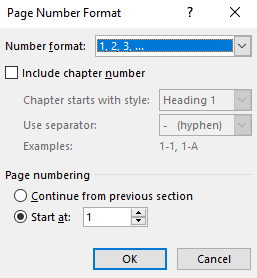 Page Number Format
Number format: 1, 2, 3, ...
Include chapter number
Chapter starts with style: Heading 1
Use separator: - (hyphen)
Examples: 1-1, 1-A
Page numbering
Continue from previous section
Start at: 1
OK Cancel